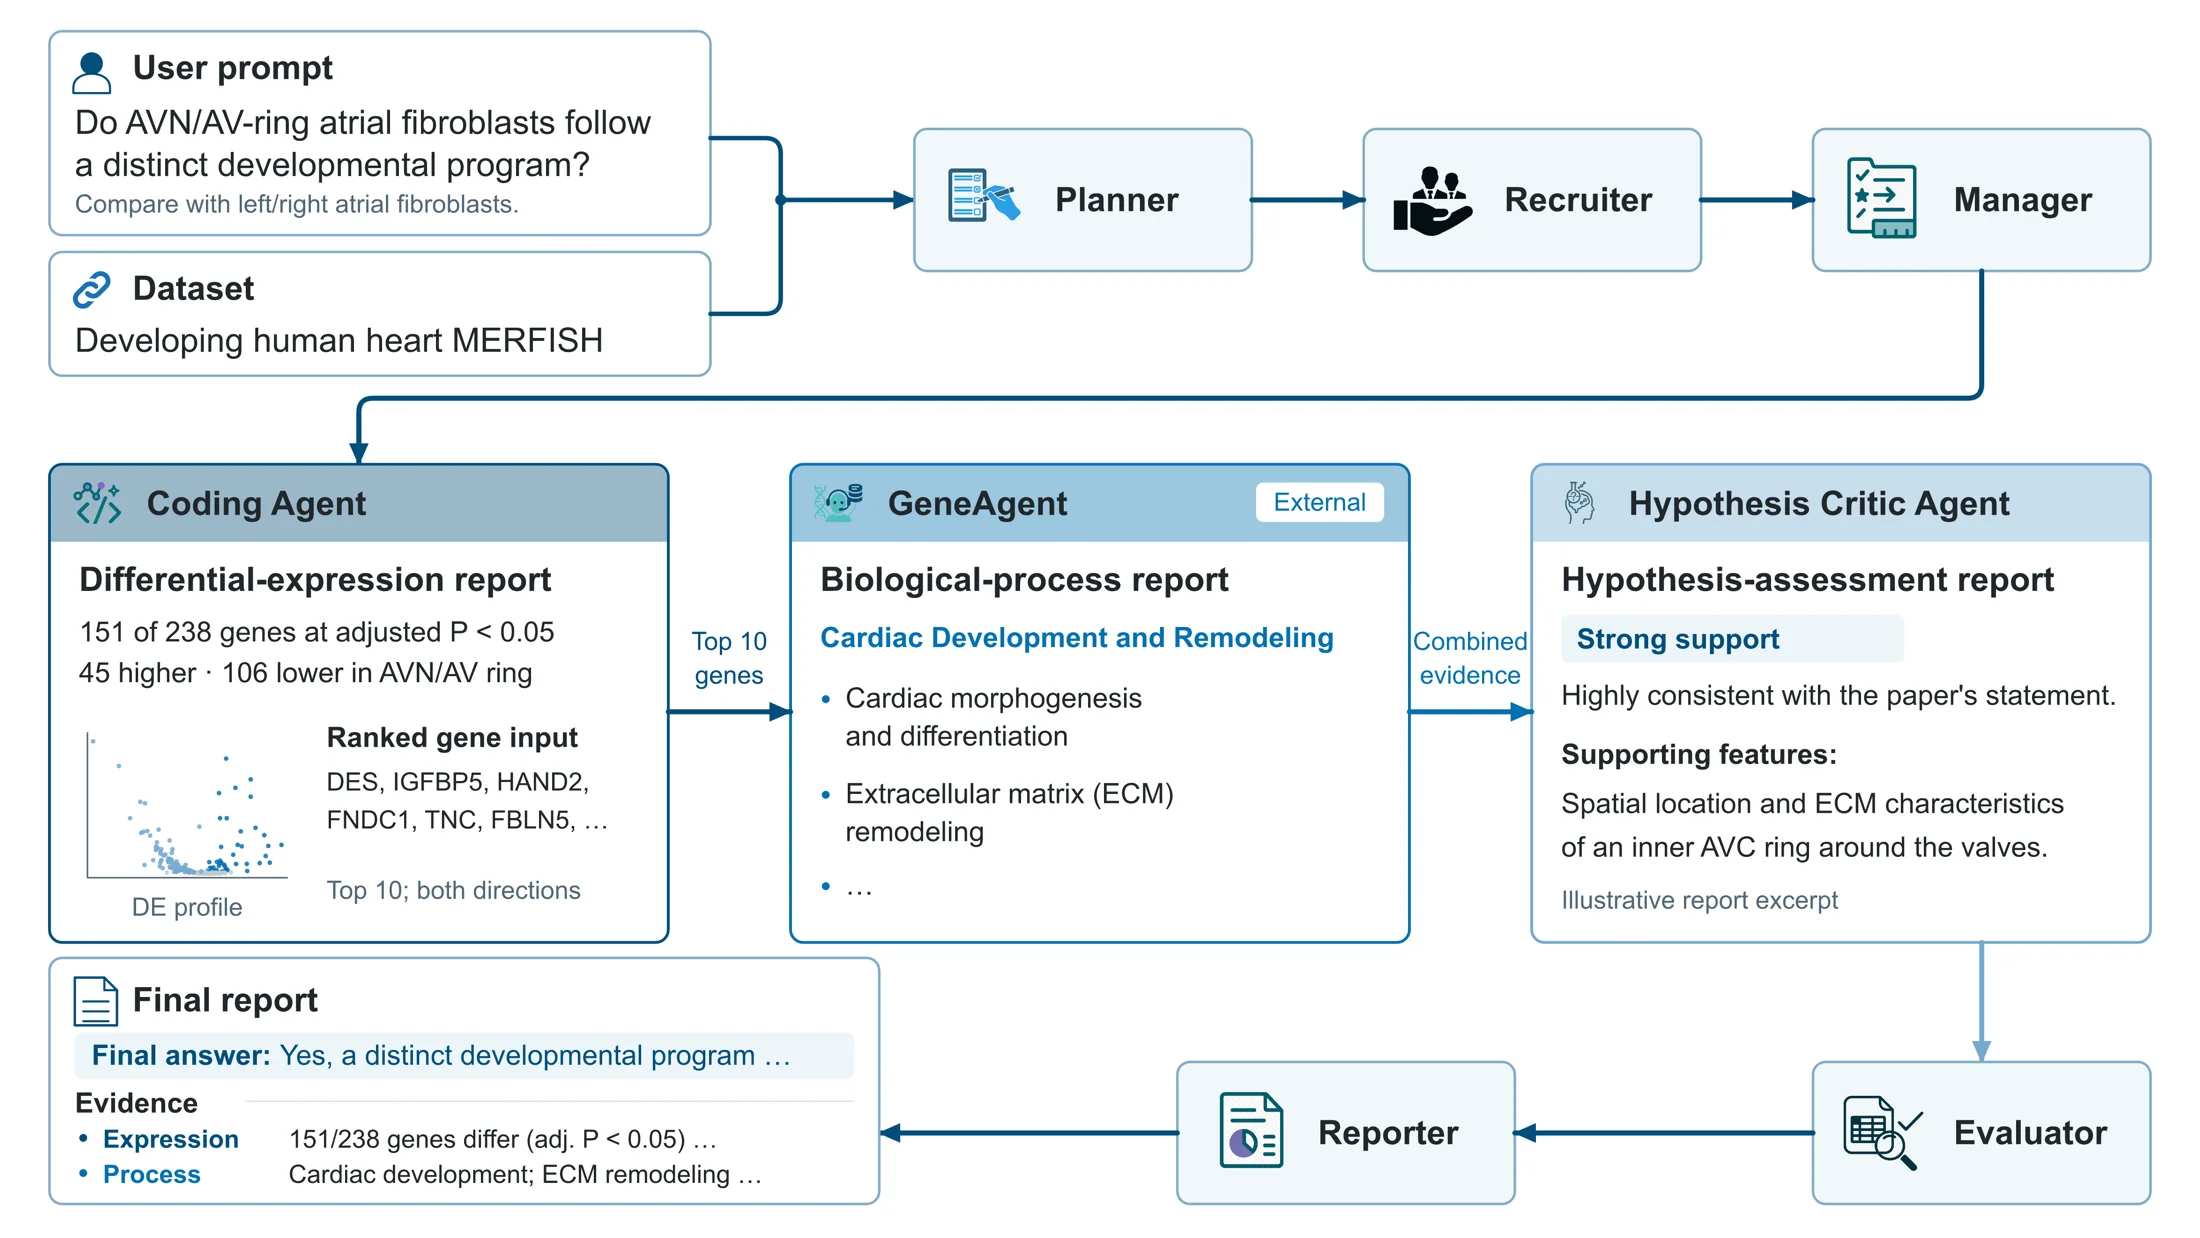 User prompt
Do AVN/AV-ring atrial fibroblasts follow
a distinct developmental program?
Compare with left/right atrial fibroblasts.
Dataset
Developing human heart MERFISH
Planner
Recruiter
Manager
Coding Agent
Differential-expression report
151 of 238 genes at adjusted P < 0.05
45 higher · 106 lower in AVN/AV ring
DE profile
Ranked gene input
DES, IGFBP5, HAND2,
FNDC1, TNC, FBLN5, …
Top 10; both directions
Top 10
genes
GeneAgent
External
Biological-process report
Cardiac Development and Remodeling
• Cardiac morphogenesis
and differentiation
• Extracellular matrix (ECM)
remodeling
• …
Combined
evidence
Hypothesis Critic Agent
Hypothesis-assessment report
Strong support
Highly consistent with the paper's statement.
Supporting features:
Spatial location and ECM characteristics
of an inner AVC ring around the valves.
Illustrative report excerpt
Evaluator
Reporter
Final report
Final answer: Yes, a distinct developmental program …
Evidence
• Expression 151/238 genes differ (adj. P < 0.05) …
• Process Cardiac development; ECM remodeling …